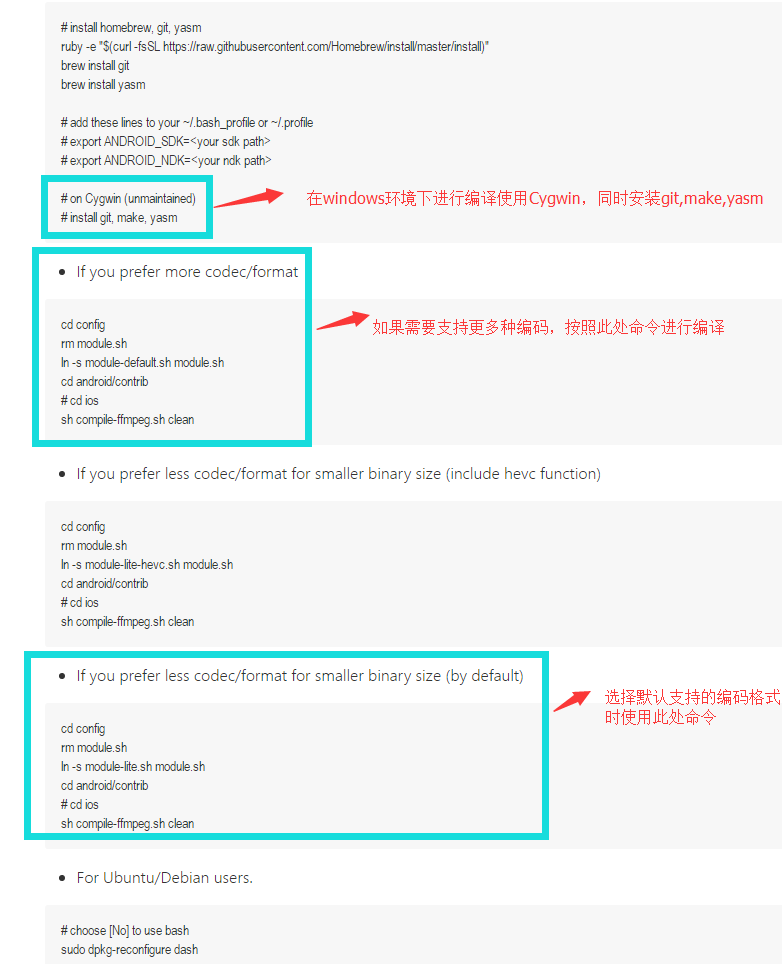 # install homebrew, git, yasm
ruby -e "$(curl -fsSL https://raw.githubusercontent.com/Homebrew/install/master/install)"
brew install git
brew install yasm
# add these lines to your ~/.bash_profile or ~/.profile
# export ANDROID_SDK=<your sdk path>
# export ANDROID_NDK=<your ndk path>
# on Cygwin (unmaintained)
# install git, make, yasm
在windows环境下进行编译使用Cygwin，同时安装git,make,yasm
• If you prefer more codec/format
cd config
rm module.sh
ln -s module-default.sh module.sh
cd android/contrib
# cd ios
sh compile-ffmpeg.sh clean
如果需要支持更多种编码，按照此处命令进行编译
• If you prefer less codec/format for smaller binary size (include hevc function)
cd config
rm module.sh
ln -s module-lite-hevc.sh module.sh
cd android/contrib
# cd ios
sh compile-ffmpeg.sh clean
• If you prefer less codec/format for smaller binary size (by default)
选择默认支持的编码格式
时使用此处命令
cd config
rm module.sh
ln -s module-lite.sh module.sh
cd android/contrib
# cd ios
sh compile-ffmpeg.sh clean
• For Ubuntu/Debian users.
# choose [No] to use bash
sudo dpkg-reconfigure dash